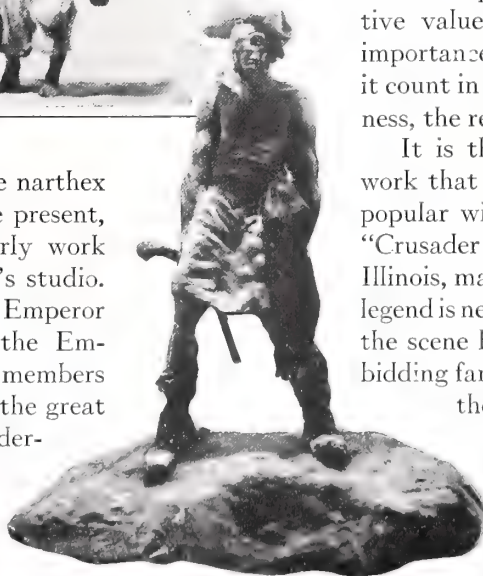 e narthex
e present,
rly work
's studio.
Emperor
the Em-
members
the great
der-
tive value
importance
it count in
ness, the re
It is th
work that
popular wi
"Crusader
Illinois, ma
legend is ne
the scene b
bidding far
the